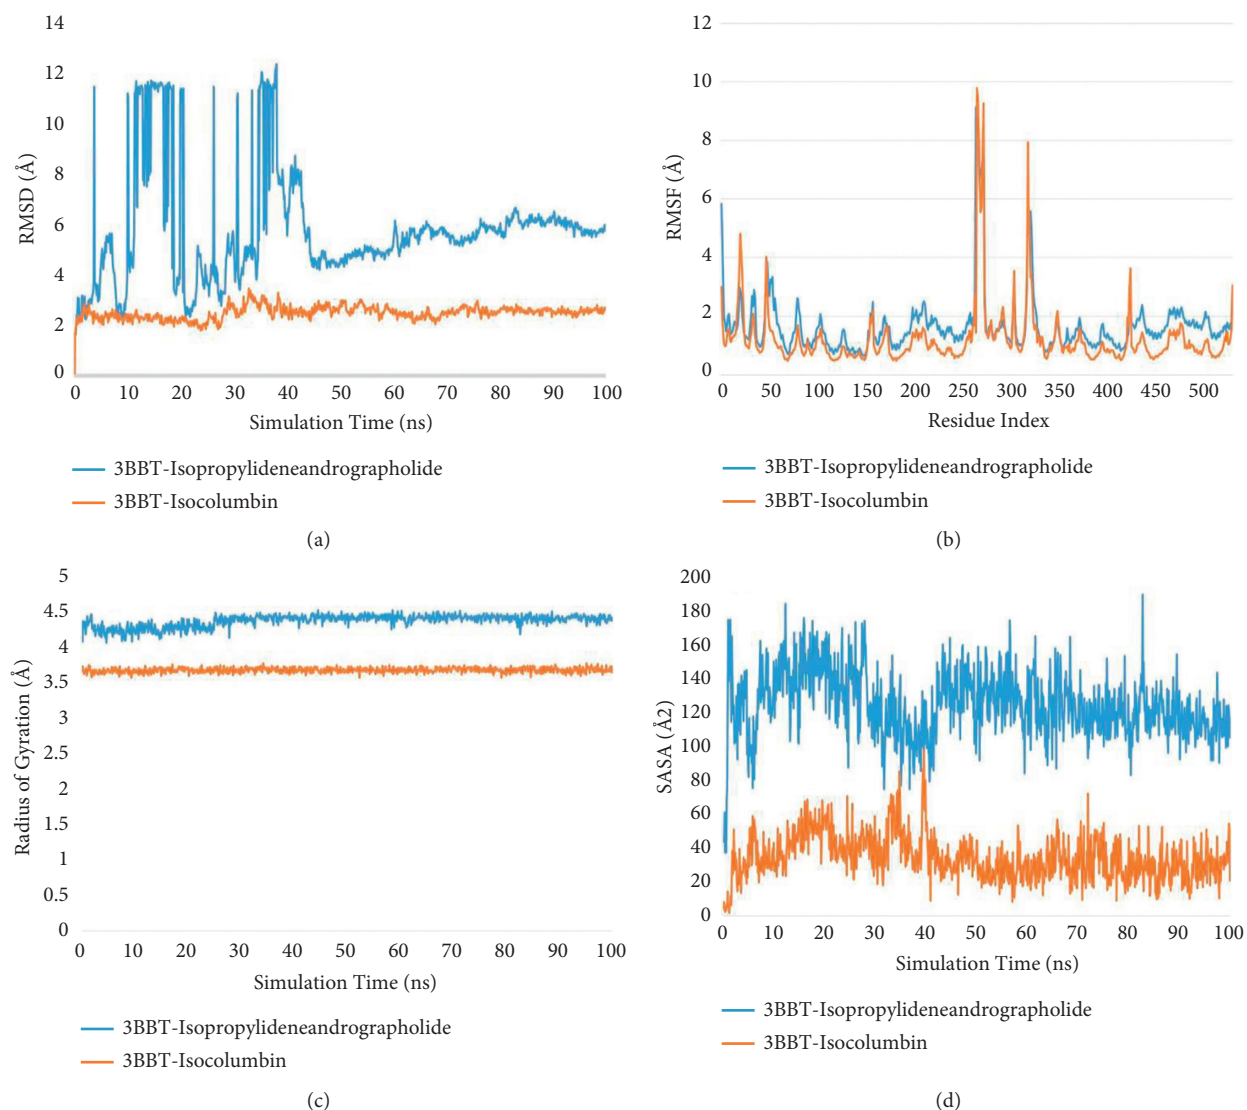 14
12
10
8
6
4
2
0
RMSD (Å)
0 10 20 30 40 50 60 70 80 90 100
Simulation Time (ns)
3BBT-Isopropylideneandrographolide
3BBT-Isocolumbin
(a)
12
10
8
6
4
2
0
RMSF (Å)
0 50 100 150 200 250 300 350 400 450 500
Residue Index
3BBT-Isopropylideneandrographolide
3BBT-Isocolumbin
(b)
5
4.5
4
3.5
3
2.5
2
1.5
1
0.5
0
Radius of Gyration (Å)
0 10 20 30 40 50 60 70 80 90 100
Simulation Time (ns)
3BBT-Isopropylideneandrographolide
3BBT-Isocolumbin
(c)
200
180
160
140
120
100
80
60
40
20
0
SASA (Å2)
0 10 20 30 40 50 60 70 80 90 100
Simulation Time (ns)
3BBT-Isopropylideneandrographolide
3BBT-Isocolumbin
(d)